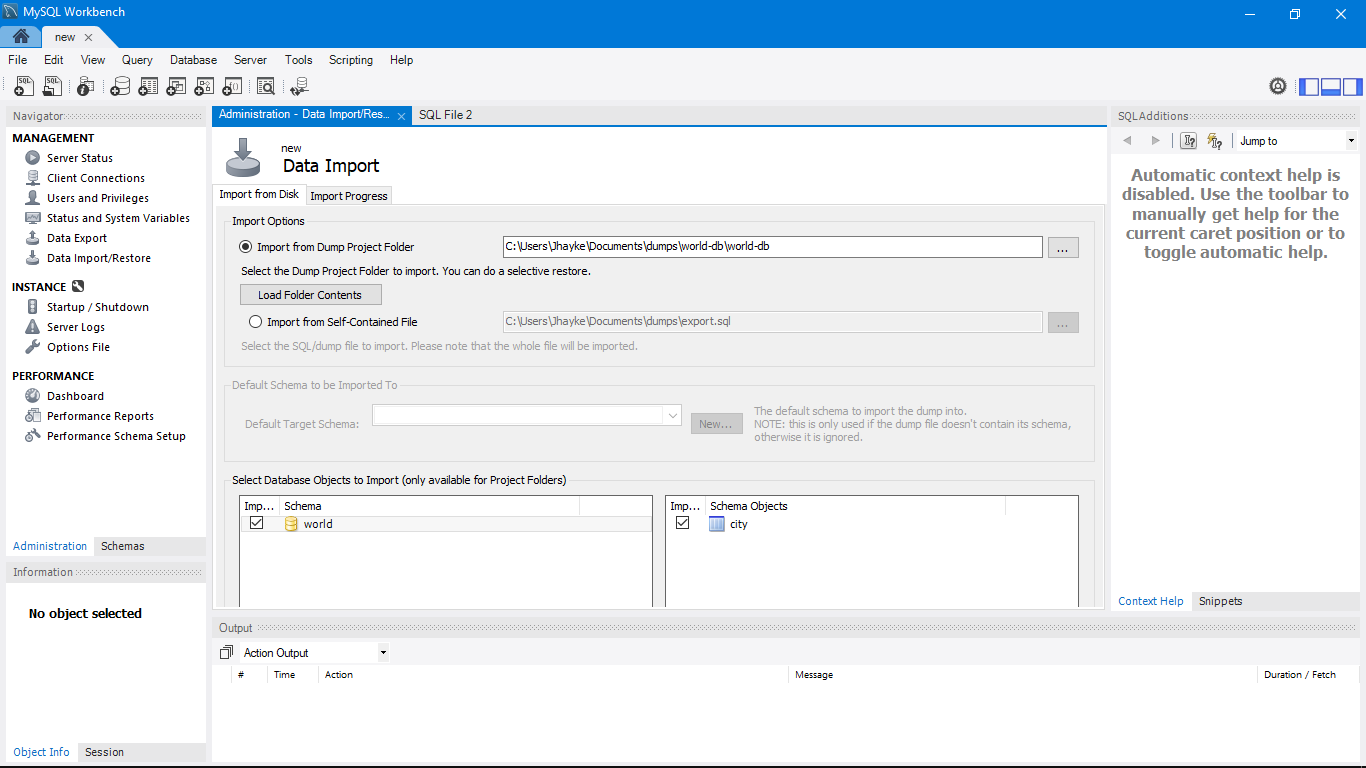 MySQL Workbench
new
File Edit View Query Database Server Tools Scripting Help
Navigator
MANAGEMENT
Server Status
Client Connections
Users and Privileges
Status and System Variables
Data Export
Data Import/Restore
INSTANCE
Startup / Shutdown
Server Logs
Options File
PERFORMANCE
Dashboard
Performance Reports
Performance Schema Setup
Administration Schemas
Information
No object selected
Object Info Session
Administration - Data Import/Res... SQL File 2
new
Data Import
Import from Disk Import Progress
Import Options
Import from Dump Project Folder C:\Users\Jhayke\Documents\dumps\world-db\world-db ...
Select the Dump Project Folder to import. You can do a selective restore.
Load Folder Contents
Import from Self-Contained File C:\Users\Jhayke\Documents\dumps\export.sql ...
Select the SQL/dump file to import. Please note that the whole file will be imported.
Default Schema to be Imported To
Default Target Schema: New...
The default schema to import the dump into.
NOTE: this is only used if the dump file doesn't contain its schema,
otherwise it is ignored.
Select Database Objects to Import (only available for Project Folders)
Imp... Schema
world
Imp... Schema Objects
city
Output
Action Output
# Time Action Message Duration / Fetch
SQLAdditions
Jump to
Automatic context help is
disabled. Use the toolbar to
manually get help for the
current caret position or to
toggle automatic help.
Context Help Snippets